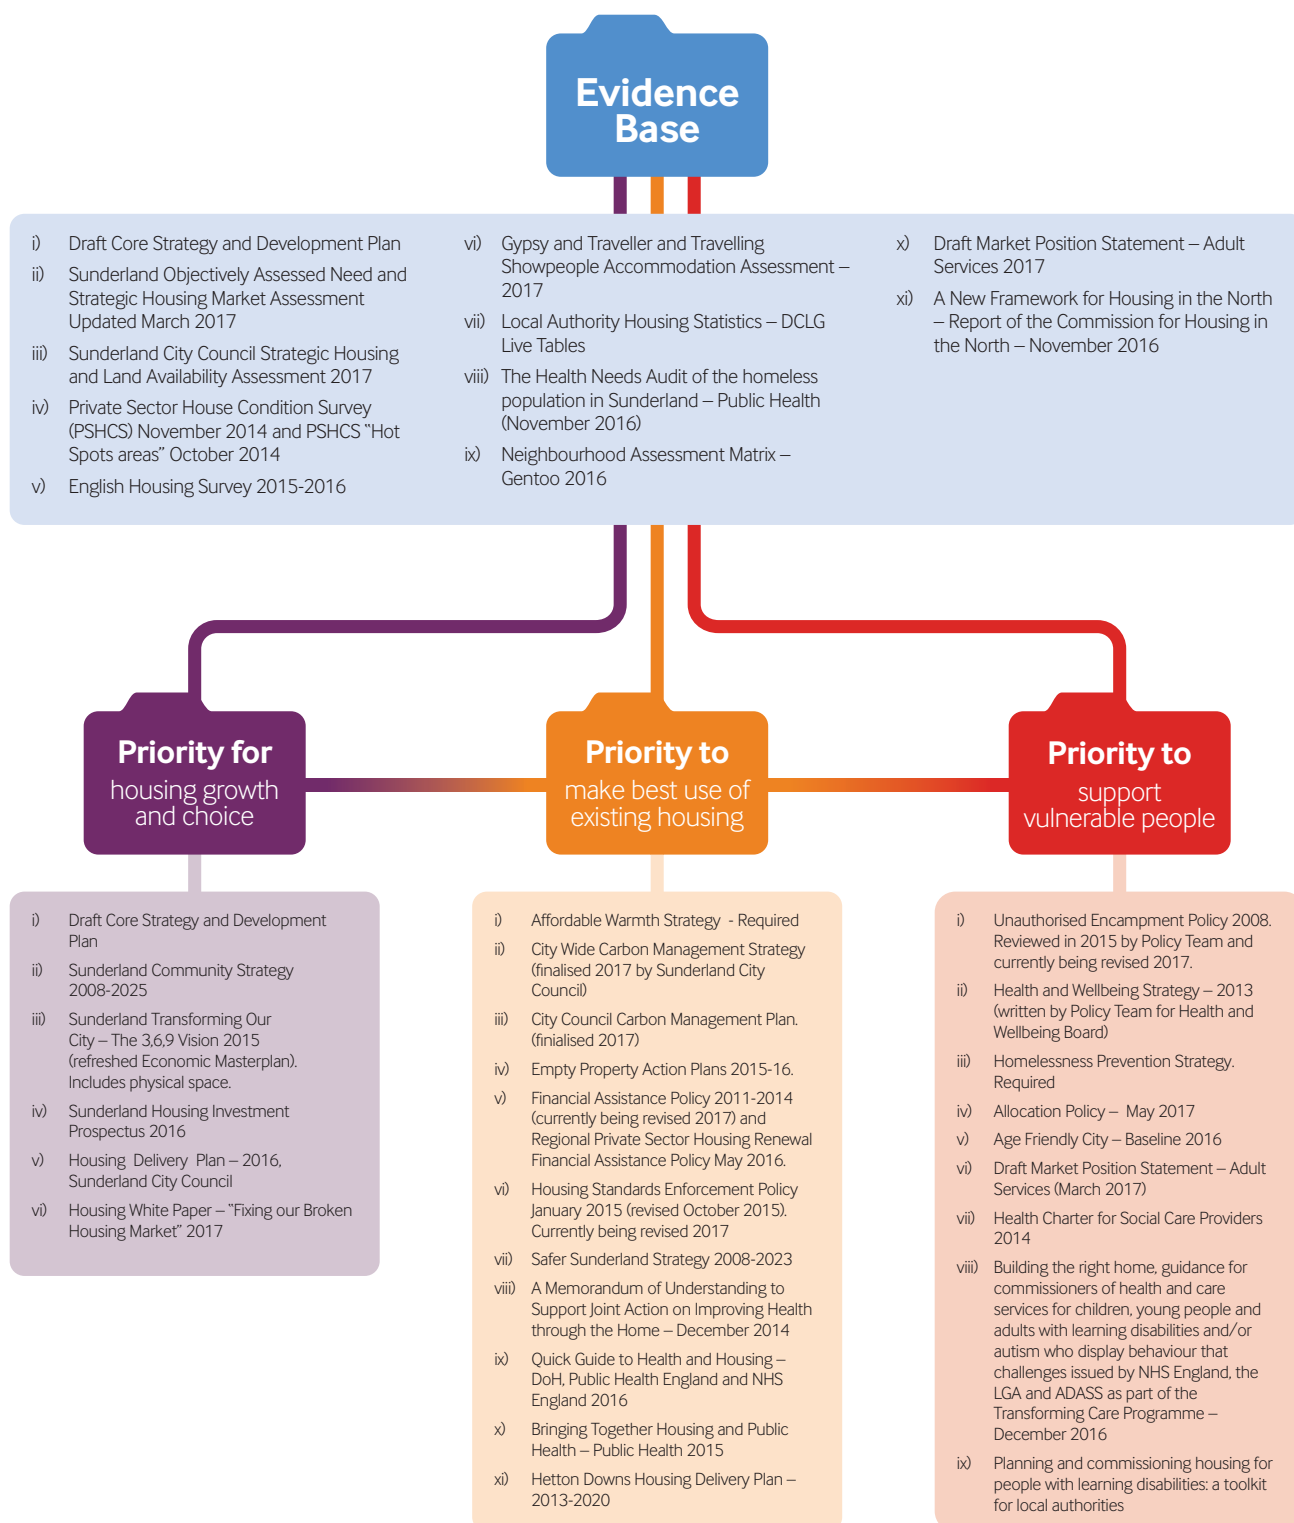 Evidence
Base
i) Draft Core Strategy and Development Plan
ii) Sunderland Objectively Assessed Need and
Strategic Housing Market Assessment
Updated March 2017
iii) Sunderland City Council Strategic Housing
and Land Availability Assessment 2017
iv) Private Sector House Condition Survey
(PSHCS) November 2014 and PSHCS “Hot
Spots areas” October 2014
v) English Housing Survey 2015-2016
vi) Gypsy and Traveller and Travelling
Showpeople Accommodation Assessment –
2017
vii) Local Authority Housing Statistics – DCLG
Live Tables
viii) The Health Needs Audit of the homeless
population in Sunderland – Public Health
(November 2016)
ix) Neighbourhood Assessment Matrix –
Gentoo 2016
x) Draft Market Position Statement – Adult
Services 2017
xi) A New Framework for Housing in the North
– Report of the Commission for Housing in
the North – November 2016
Priority for
housing growth
and choice
i) Draft Core Strategy and Development
Plan
ii) Sunderland Community Strategy
2008-2025
iii) Sunderland Transforming Our
City – The 3,6,9 Vision 2015
(refreshed Economic Masterplan).
Includes physical space.
iv) Sunderland Housing Investment
Prospectus 2016
v) Housing Delivery Plan – 2016,
Sunderland City Council
vi) Housing White Paper – “Fixing our Broken
Housing Market” 2017
Priority to
make best use of
existing housing
i) Affordable Warmth Strategy - Required
ii) City Wide Carbon Management Strategy
(finalised 2017 by Sunderland City
Council)
iii) City Council Carbon Management Plan.
(finialised 2017)
iv) Empty Property Action Plans 2015-16.
v) Financial Assistance Policy 2011-2014
(currently being revised 2017) and
Regional Private Sector Housing Renewal
Financial Assistance Policy May 2016.
vi) Housing Standards Enforcement Policy
January 2015 (revised October 2015).
Currently being revised 2017
vii) Safer Sunderland Strategy 2008-2023
viii) A Memorandum of Understanding to
Support Joint Action on Improving Health
through the Home – December 2014
ix) Quick Guide to Health and Housing –
DoH, Public Health England and NHS
England 2016
x) Bringing Together Housing and Public
Health – Public Health 2015
xi) Hetton Downs Housing Delivery Plan –
2013-2020
Priority to
support
vulnerable people
i) Unauthorised Encampment Policy 2008.
Reviewed in 2015 by Policy Team and
currently being revised 2017.
ii) Health and Wellbeing Strategy – 2013
(written by Policy Team for Health and
Wellbeing Board)
iii) Homelessness Prevention Strategy.
Required
iv) Allocation Policy – May 2017
v) Age Friendly City – Baseline 2016
vi) Draft Market Position Statement – Adult
Services (March 2017)
vii) Health Charter for Social Care Providers
2014
viii) Building the right home, guidance for
commissioners of health and care
services for children, young people and
adults with learning disabilities and/or
autism who display behaviour that
challenges issued by NHS England, the
LGA and ADASS as part of the
Transforming Care Programme –
December 2016
ix) Planning and commissioning housing for
people with learning disabilities: a toolkit
for local authorities